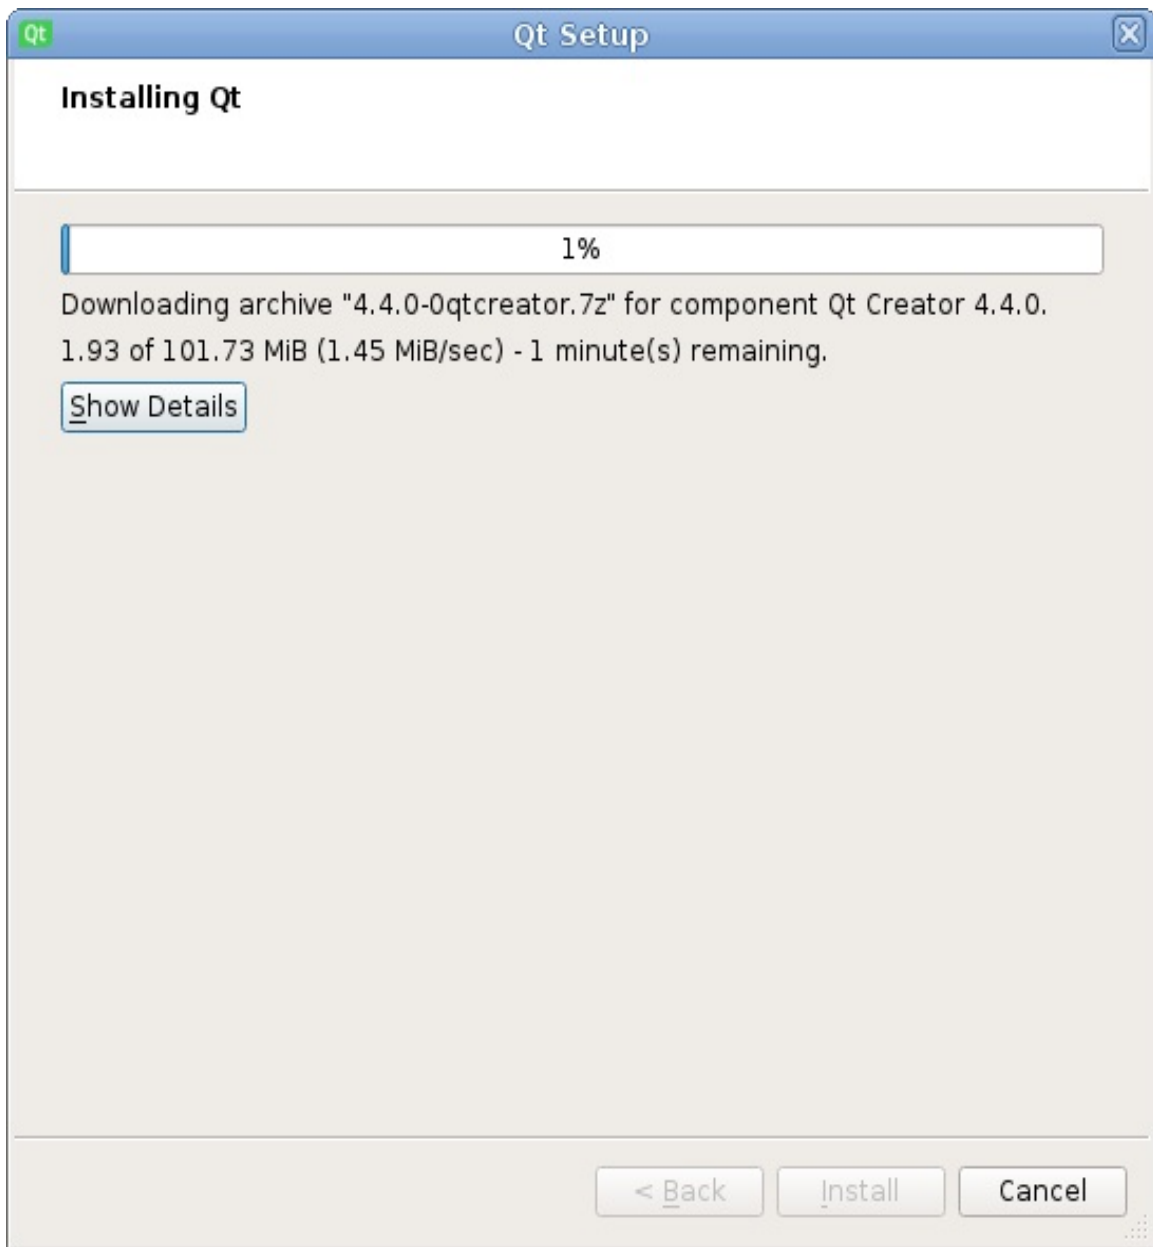 Qt
Qt Setup
Installing Qt
1%
Downloading archive "4.4.0-0qtcreator.7z" for component Qt Creator 4.4.0.
1.93 of 101.73 MiB (1.45 MiB/sec) - 1 minute(s) remaining.
Show Details
< Back
Install
Cancel